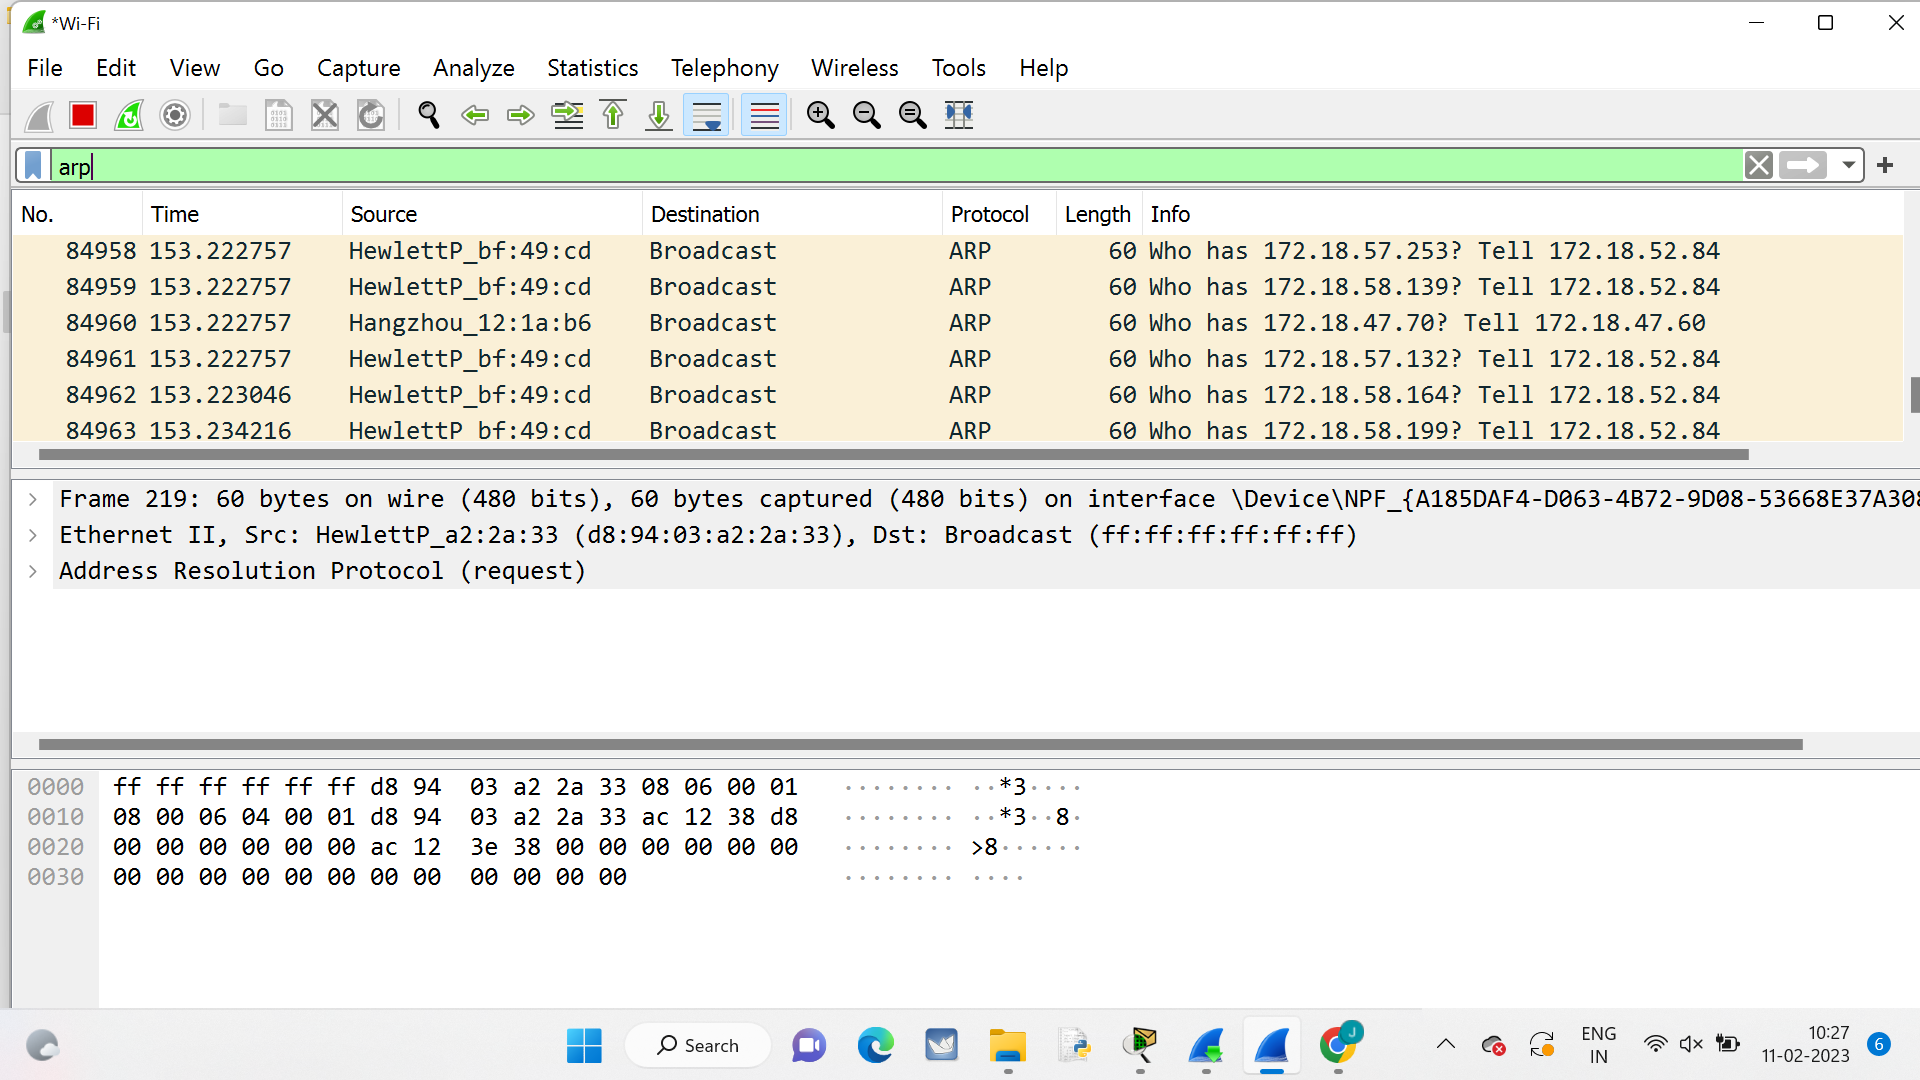 *Wi-Fi
File Edit View Go Capture Analyze Statistics Telephony Wireless Tools Help
arp
No. Time Source Destination Protocol Length Info
84958 153.222757 HewlettP_bf:49:cd Broadcast ARP 60 Who has 172.18.57.253? Tell 172.18.52.84
84959 153.222757 HewlettP_bf:49:cd Broadcast ARP 60 Who has 172.18.58.139? Tell 172.18.52.84
84960 153.222757 Hangzhou_12:1a:b6 Broadcast ARP 60 Who has 172.18.47.70? Tell 172.18.47.60
84961 153.222757 HewlettP_bf:49:cd Broadcast ARP 60 Who has 172.18.57.132? Tell 172.18.52.84
84962 153.223046 HewlettP_bf:49:cd Broadcast ARP 60 Who has 172.18.58.164? Tell 172.18.52.84
84963 153.234216 HewlettP bf:49:cd Broadcast ARP 60 Who has 172.18.58.199? Tell 172.18.52.84
Frame 219: 60 bytes on wire (480 bits), 60 bytes captured (480 bits) on interface \Device\NPF_{A185DAF4-D063-4B72-9D08-53668E37A308
Ethernet II, Src: HewlettP_a2:2a:33 (d8:94:03:a2:2a:33), Dst: Broadcast (ff:ff:ff:ff:ff:ff)
Address Resolution Protocol (request)
0000 ff ff ff ff ff ff d8 94 03 a2 2a 33 08 06 00 01 ········ ··*3····
0010 08 00 06 04 00 01 d8 94 03 a2 2a 33 ac 12 38 d8 ········ ··*3··8·
0020 00 00 00 00 00 00 ac 12 3e 38 00 00 00 00 00 00 ········ >8······
0030 00 00 00 00 00 00 00 00 00 00 00 00 ········ ····
Search
J
ENG
IN
10:27
11-02-2023
6